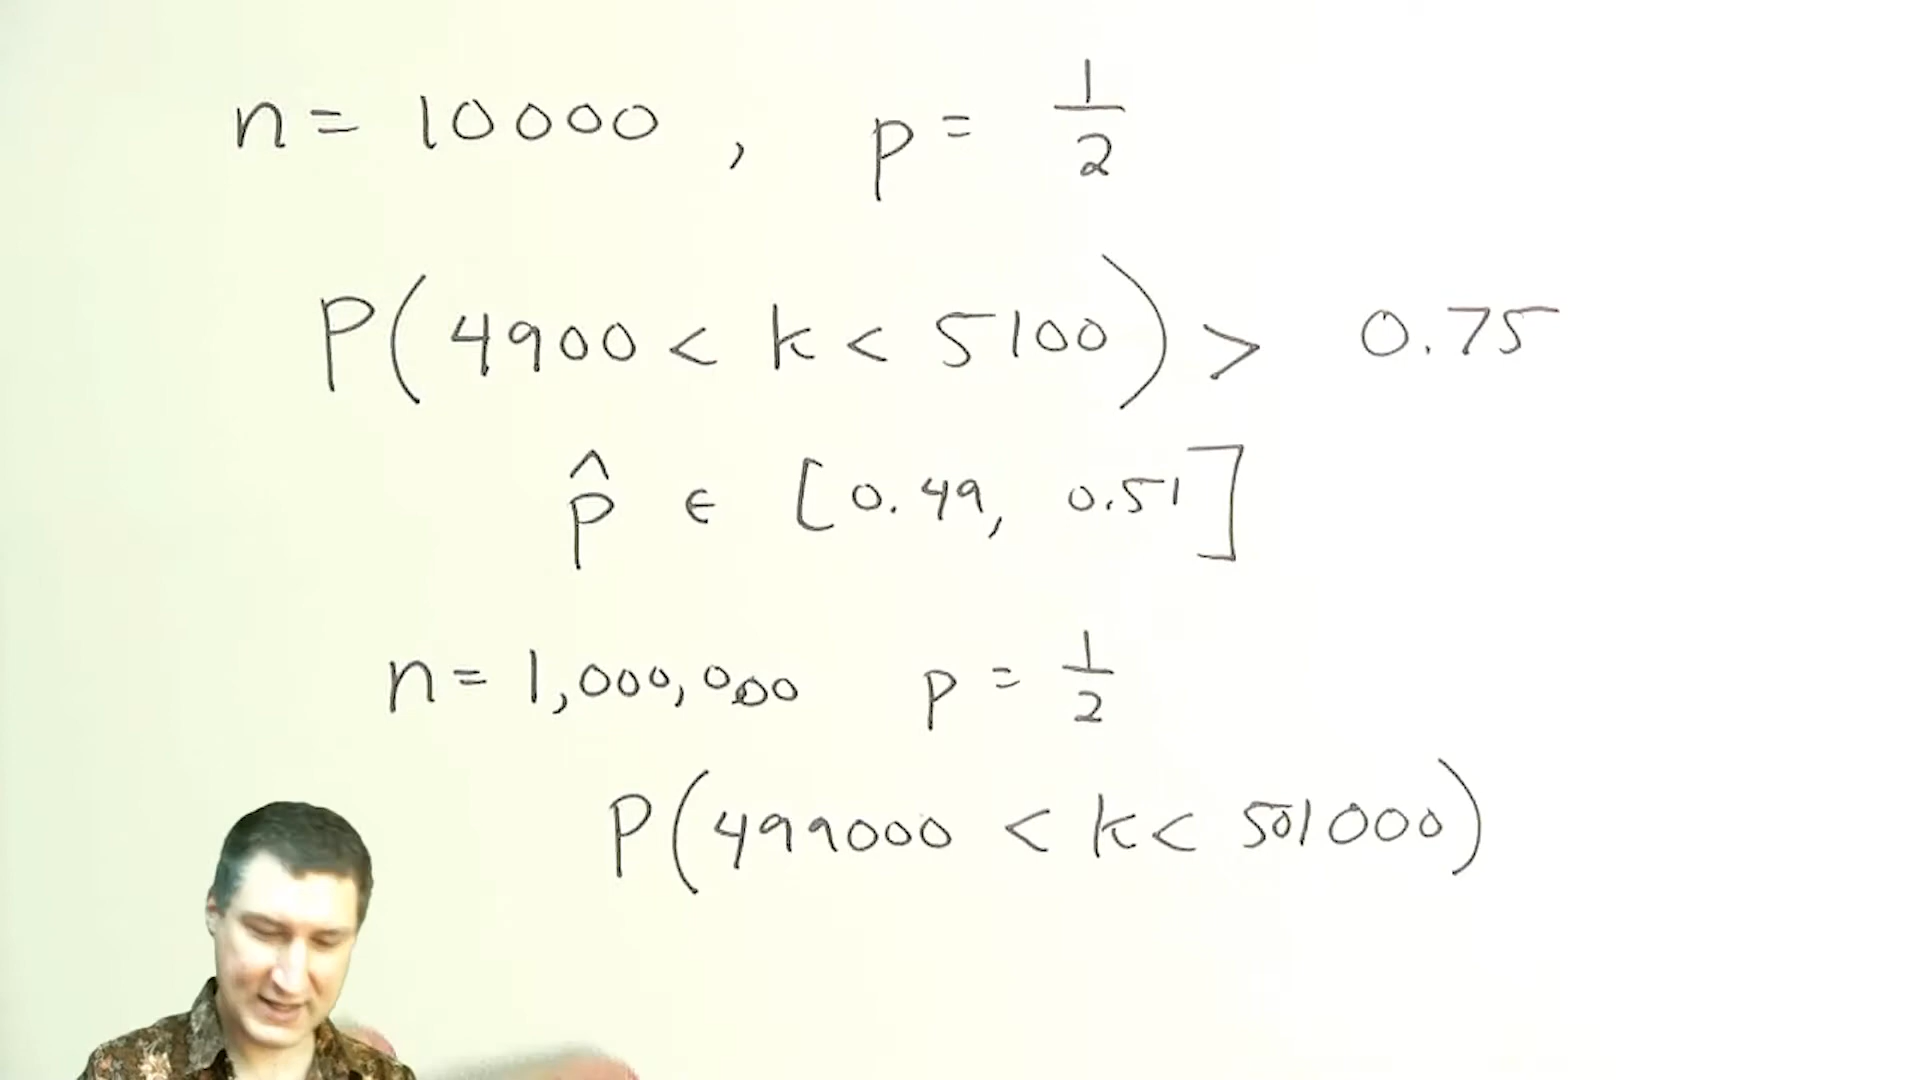 n = 10000 , p = 1/2
P(4900 < k < 5100) > 0.75
p̂ ∈ [0.49, 0.51]
n = 1,000,000 p = 1/2
P(499000 < k < 501000)